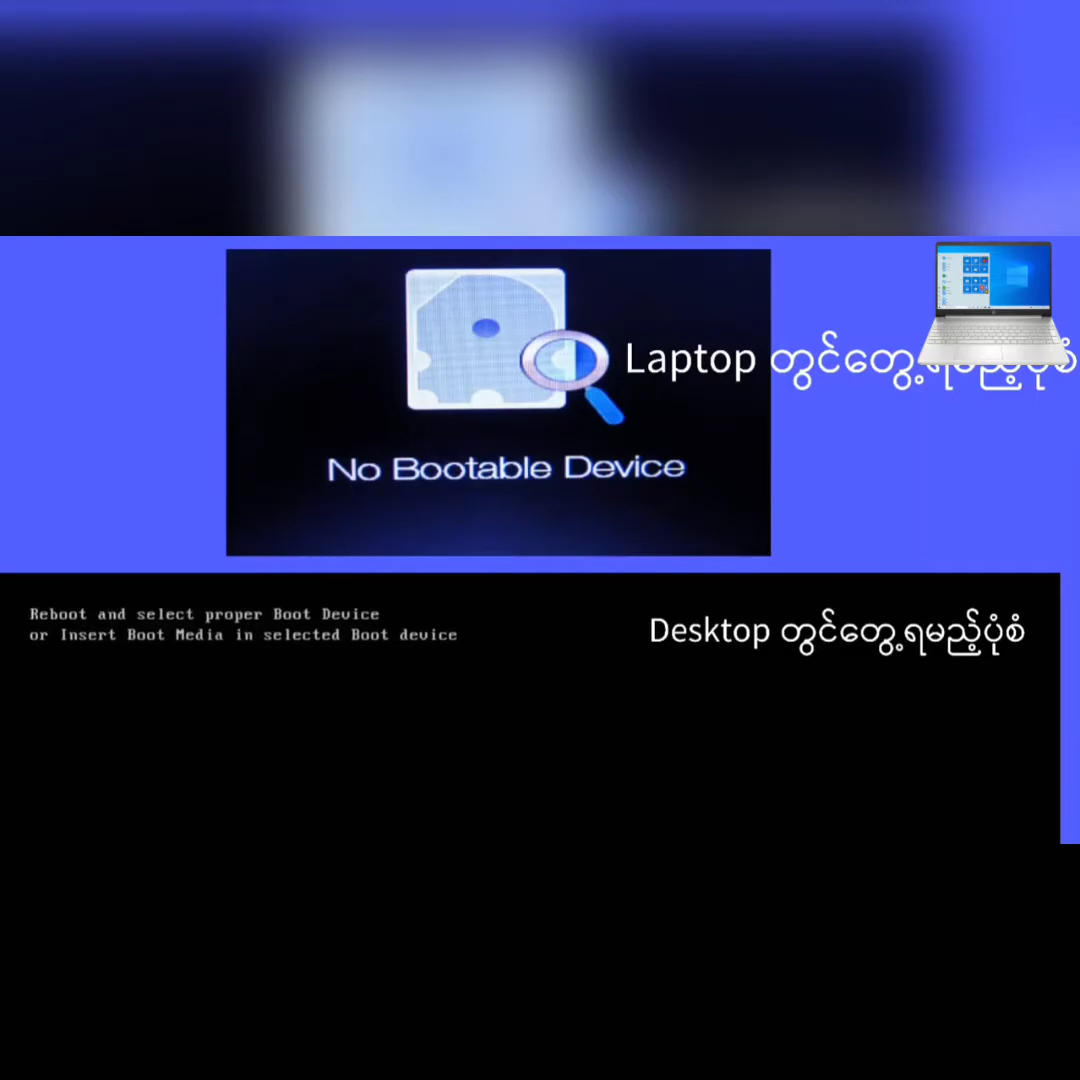 Laptop တွင်တွေ့ရမည့်ပုံစံ
No Bootable Device
Reboot and select proper Boot Device
or Insert Boot Media in selected Boot device
Desktop တွင်တွေ့ရမည့်ပုံစံ